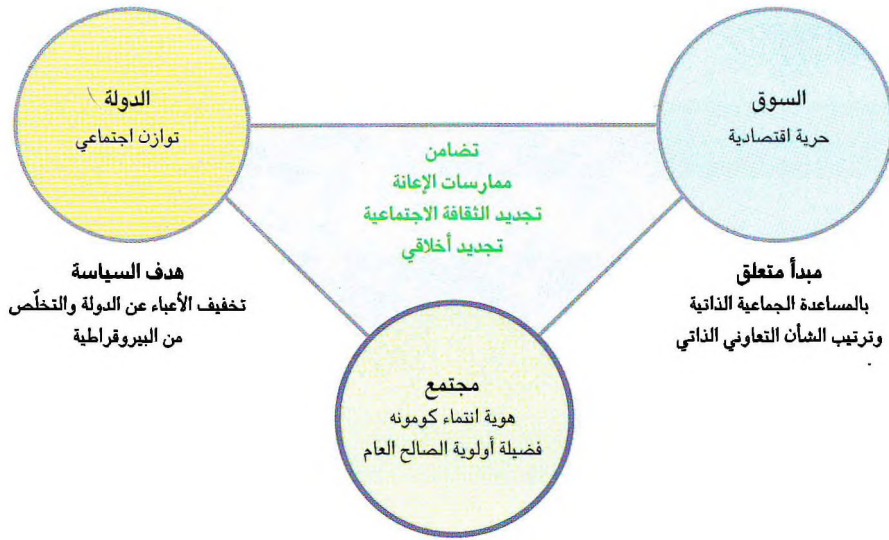 السوق
حرية اقتصادية
الدولة
توازن اجتماعي
تضامن
ممارسات الإعانة
تجديد الثقافة الاجتماعية
تجديد أخلاقي
مبدأ متعلق
بالمساعدة الجماعية الذاتية
وترتيب الشأن التعاوني الذاتي
هدف السياسة
تخفيف الأعباء عن الدولة والتخلّص
من البيروقراطية
مجتمع
هوية انتماء كومونه
فضيلة أولوية الصالح العام